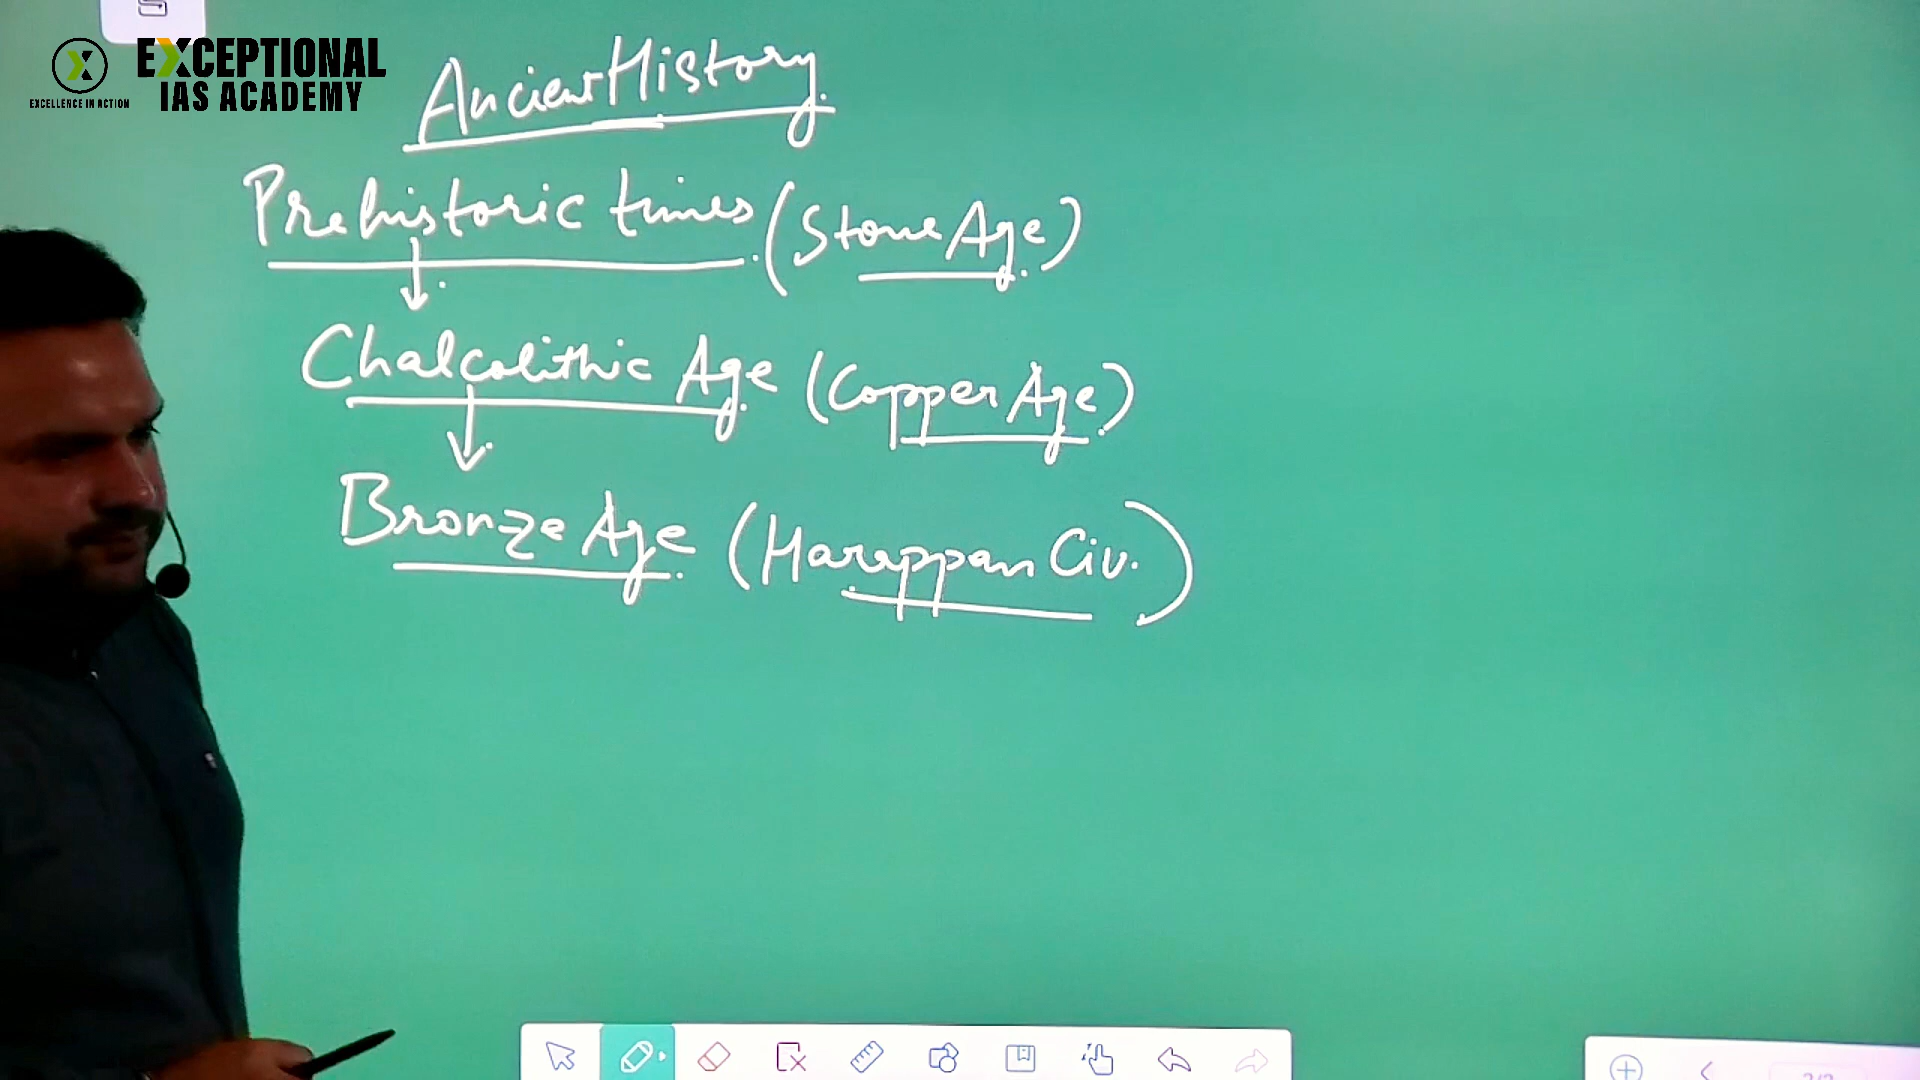 EXCEPTIONAL
IAS ACADEMY
EXCELLENCE IN ACTION
Ancient History
Prehistoric times (Stone Age)
Chalcolithic Age (Copper Age)
Bronze Age (Harappan Civ.)